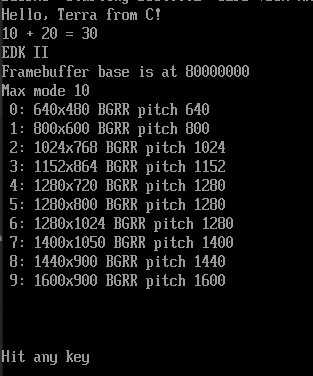 Hello, Terra from C!
10 + 20 = 30
EDK II
Framebuffer base is at 80000000
Max mode 10
0: 640x480 BGRR pitch 640
1: 800x600 BGRR pitch 800
2: 1024x768 BGRR pitch 1024
3: 1152x864 BGRR pitch 1152
4: 1280x720 BGRR pitch 1280
5: 1280x800 BGRR pitch 1280
6: 1280x1024 BGRR pitch 1280
7: 1400x1050 BGRR pitch 1400
8: 1440x900 BGRR pitch 1440
9: 1600x900 BGRR pitch 1600
Hit any key